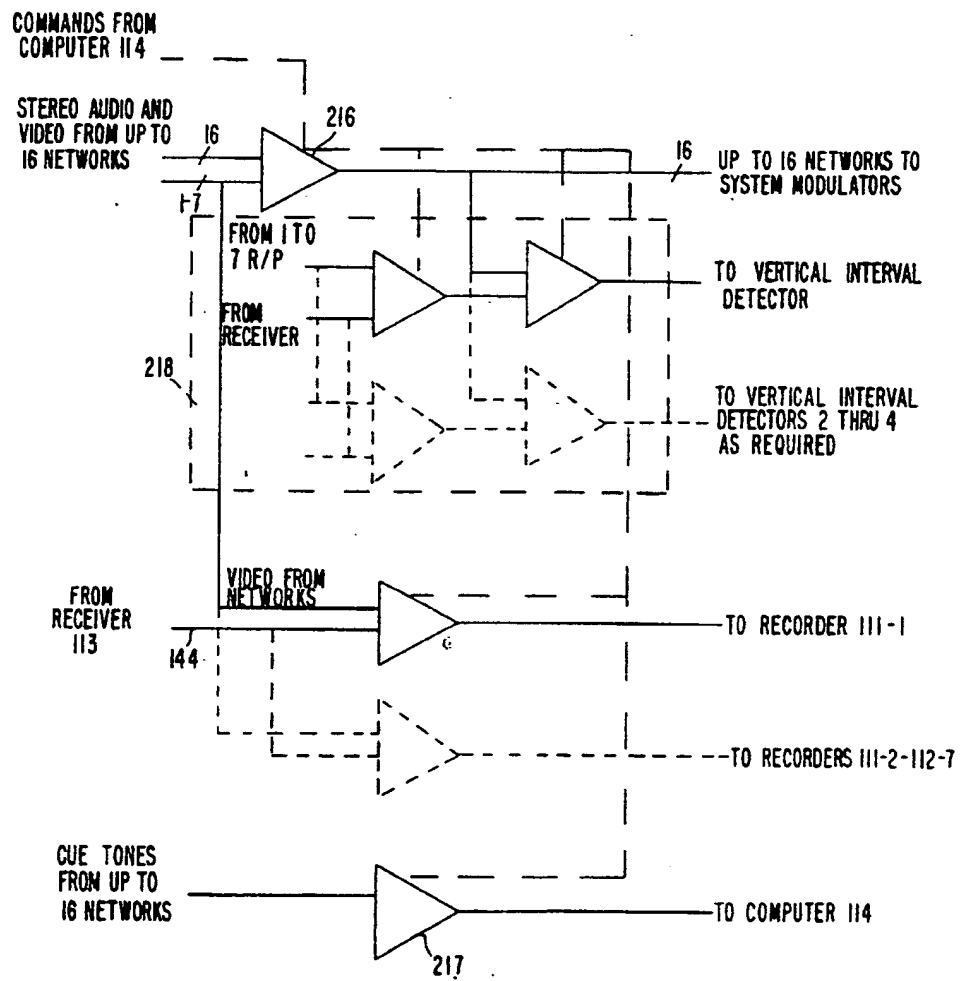 COMMANDS FROM
COMPUTER 114
STEREO AUDIO AND
VIDEO FROM UP TO
16 NETWORKS
16
1-7
216
16
UP TO 16 NETWORKS TO
SYSTEM MODULATORS
FROM 1 TO
7 R/P
FROM
RECEIVER
TO VERTICAL INTERVAL
DETECTOR
218
TO VERTICAL INTERVAL
DETECTORS 2 THRU 4
AS REQUIRED
VIDEO FROM
NETWORKS
FROM
RECEIVER
113
144
TO RECORDER 111-1
TO RECORDERS 111-2-112-7
CUE TONES
FROM UP TO
16 NETWORKS
TO COMPUTER 114
217